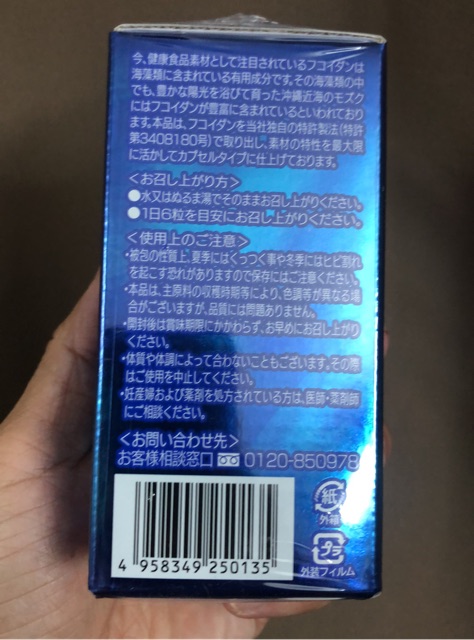 今、健康食品素材として注目されているフコイダンは
海藻類に含まれている有用成分です。その海藻類の中
でも、豊かな陽光を浴びて育った沖縄近海のモズク
にはフコイダンが豊富に含まれているといわれており
ます。本品は、フコイダンを当社独自の特許製法(特許
第3408180号)で取り出し、素材の特性を最大限
に活かしてカプセルタイプに仕上げております。
<お召し上がり方>
●水又はぬるま湯でそのままお召し上がりください。
●1日6粒を目安にお召し上がりください。
<使用上のご注意>
・被包の性質上、夏季にはくっつく事や冬季にはヒビ割れ
を起こす恐れがありますので保存にはご注意ください。
・本品は、主原料の収穫時期等により、色調等が異なる場
合がございますが、品質には問題ありません。
・開封後は賞味期限にかかわらず、お早めにお召し上がり
ください。
・体質や体調によって合わないこともございます。その際
はご使用を中止してください。
・妊産婦および薬剤を処方されている方は、医師・薬剤師
にご相談ください。
<お問い合わせ先>
お客様相談窓口 0120-850978
紙
外箱
プラ
外装フィルム
4 958349 250135